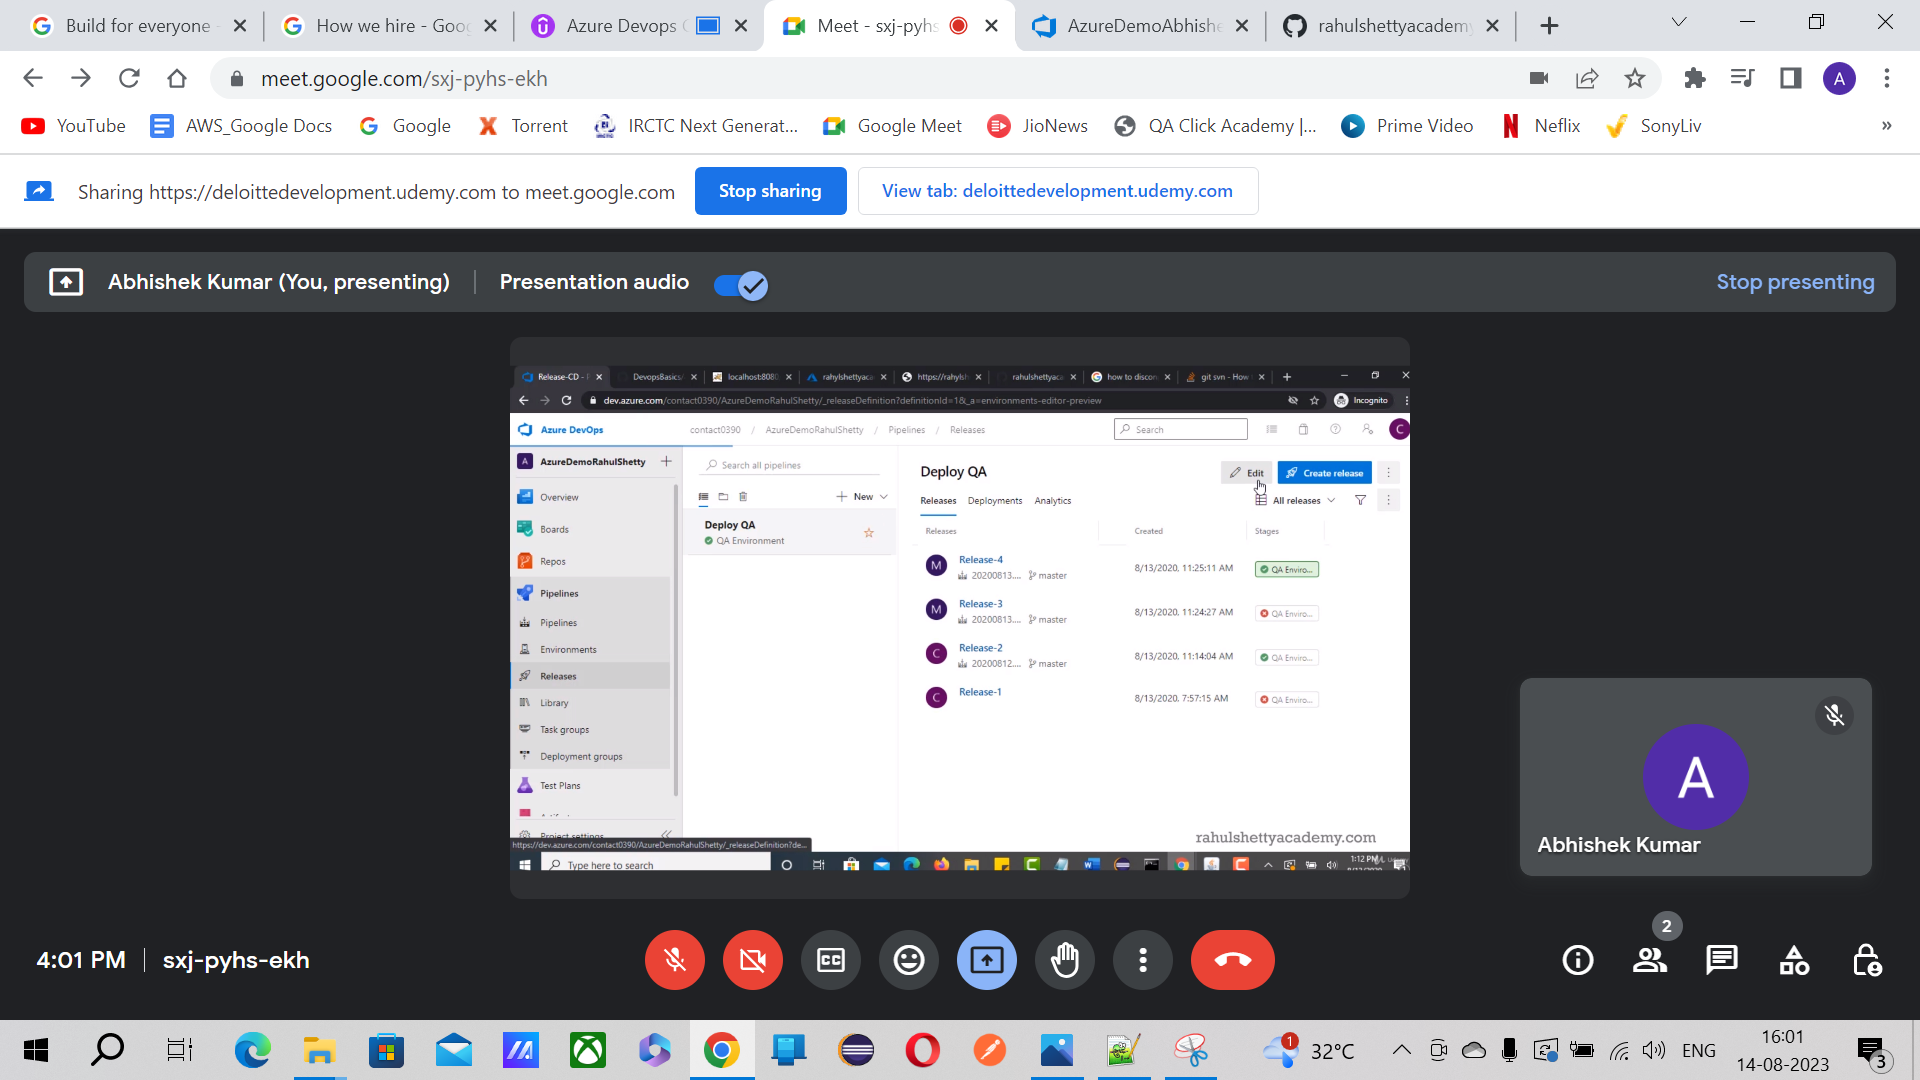 Build for everyone -
How we hire - Goog
Azure Devops
Meet - sxj-pyhs
AzureDemoAbhishe
rahulshettyacademy
meet.google.com/sxj-pyhs-ekh
A
YouTube
AWS_Google Docs
Google
Torrent
IRCTC Next Generat...
Google Meet
JioNews
QA Click Academy |...
Prime Video
Neflix
SonyLiv
»
Sharing https://deloittedevelopment.udemy.com to meet.google.com
Stop sharing
View tab: deloittedevelopment.udemy.com
Abhishek Kumar (You, presenting)
Presentation audio
Stop presenting
Release-CD -
DevopsBasics
localhost:8080
rahylshettyaca
https://rahylsh
rahulshettyaca
how to discon
git svn - How
dev.azure.com/contact0390/AzureDemoRahulShetty/_releaseDefinition?definitionId=1&_a=environments-editor-preview
Incognito
Azure DevOps
contact0390 / AzureDemoRahulShetty / Pipelines / Releases
Search
C
A
AzureDemoRahulShetty
Overview
Boards
Repos
Pipelines
Pipelines
Environments
Releases
Library
Task groups
Deployment groups
Test Plans
Project settings
Search all pipelines
New
Deploy QA
QA Environment
Deploy QA
Edit
Create release
Releases
Deployments
Analytics
All releases
Releases
Created
Stages
M
Release-4
20200813....
master
8/13/2020, 11:25:11 AM
QA Enviro...
M
Release-3
20200813....
master
8/13/2020, 11:24:27 AM
QA Enviro...
C
Release-2
20200812....
master
8/13/2020, 11:14:04 AM
QA Enviro...
C
Release-1
8/13/2020, 7:57:15 AM
QA Enviro...
rahulshettyacademy.com
https://dev.azure.com/contact0390/AzureDemoRahulShetty/_releaseDefinition?de...
Type here to search
1:12 PM
A
Abhishek Kumar
4:01 PM
sxj-pyhs-ekh
CC
2
1
32°C
ENG
16:01
14-08-2023
3